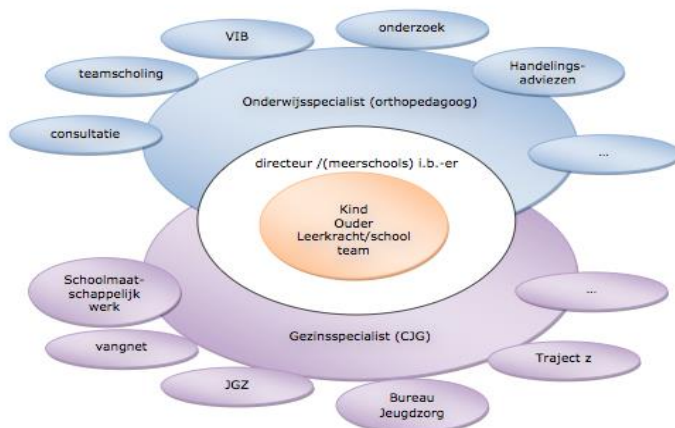 onderzoek
VIB
Handelings-
adviezen
teamscholing
Onderwijsspecialist (orthopedagoog)
consultatie
...
directeur /(meerschools) i.b.-er
Kind
Ouder
Leerkracht/school
team
Schoolmaat-
schappelijk
werk
...
Gezinsspecialist (CJG)
vangnet
Traject z
JGZ
Bureau
Jeugdzorg